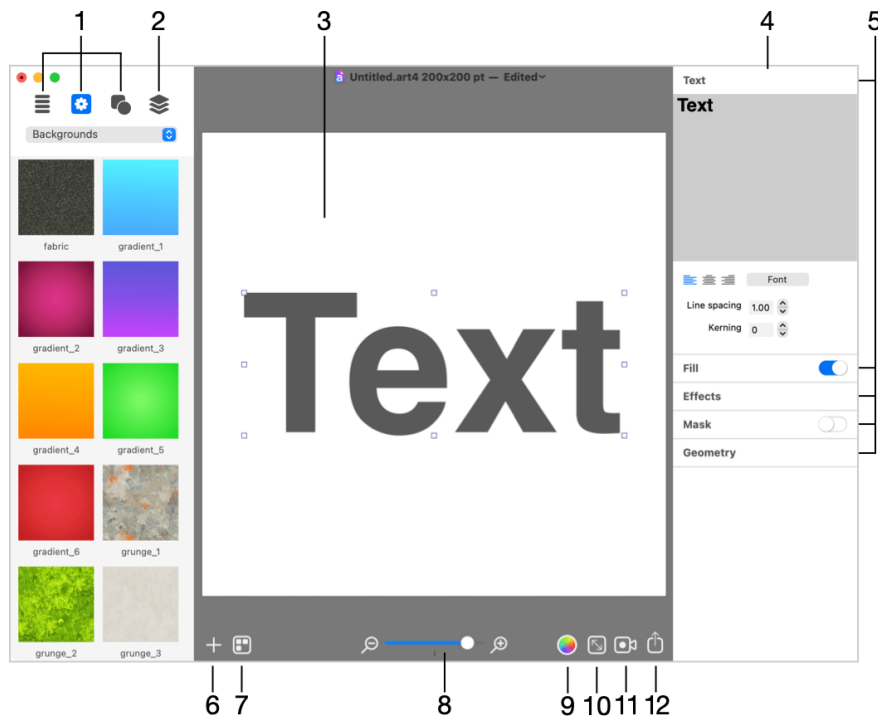 1 2 3 4 5
Untitled.art4 200x200 pt — Edited
Text
Text
Backgrounds
fabric gradient_1
gradient_2 gradient_3
gradient_4 gradient_5
gradient_6 grunge_1
grunge_2 grunge_3
Text
Font
Line spacing 1.00
Kerning 0
Fill
Effects
Mask
Geometry
6 7 8 9 10 11 12